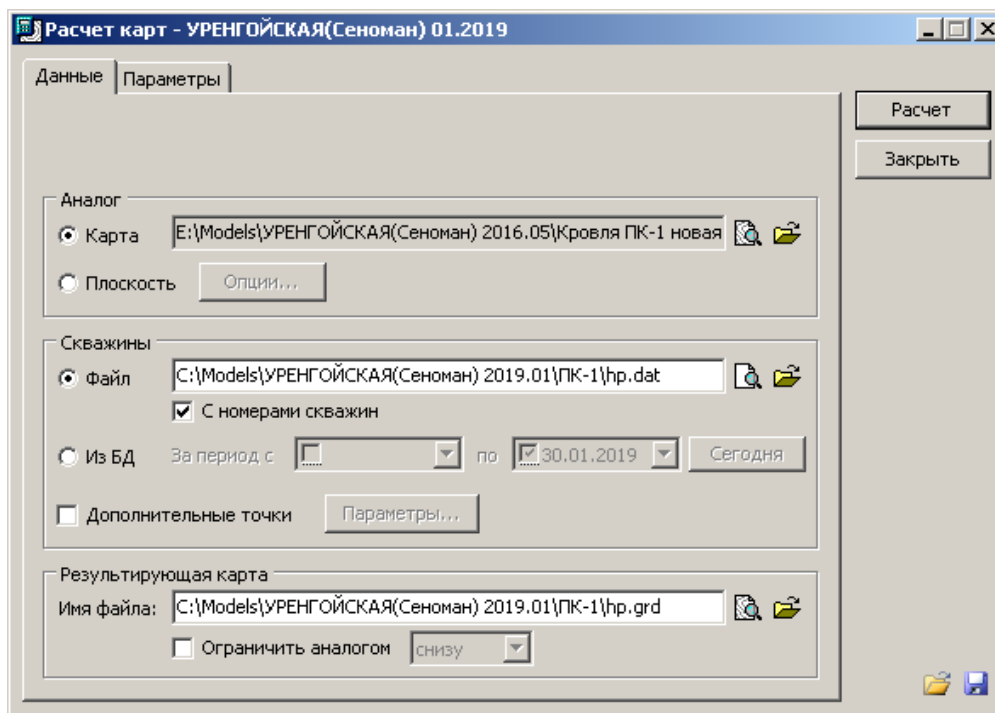 Расчет карт - УРЕНГОЙСКАЯ(Сеноман) 01.2019
Данные Параметры
Расчет
Закрыть
Аналог
Карта E:\Models\УРЕНГОЙСКАЯ(Сеноман) 2016.05\Кровля ПК-1 новая
Плоскость Опции...
Скважины
Файл C:\Models\УРЕНГОЙСКАЯ(Сеноман) 2019.01\ПК-1\hp.dat
С номерами скважин
Из БД За период с по 30.01.2019 Сегодня
Дополнительные точки Параметры...
Результирующая карта
Имя файла: C:\Models\УРЕНГОЙСКАЯ(Сеноман) 2019.01\ПК-1\hp.grd
Ограничить аналогом снизу